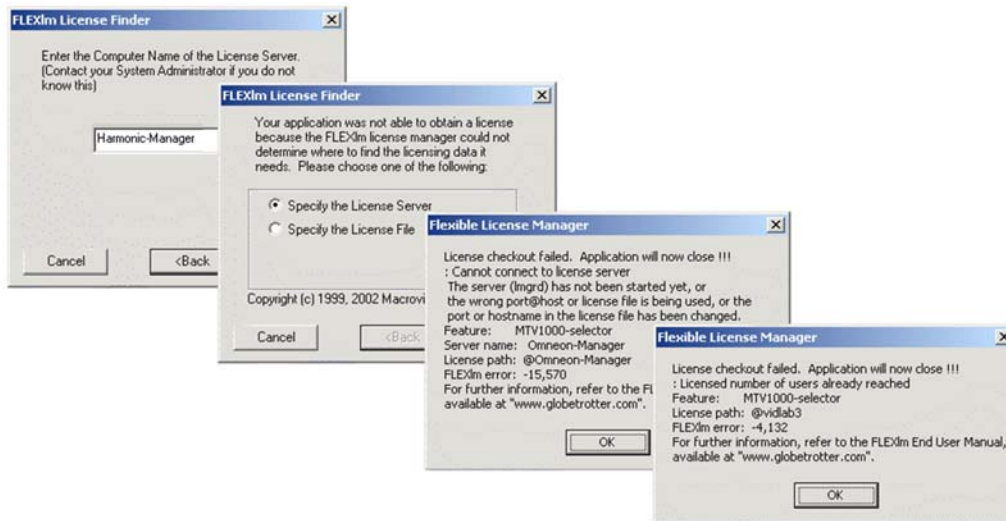 FLEXlm License Finder
Enter the Computer Name of the License Server.
(Contact your System Administrator if you do not
know this)
Harmonic-Manager
Cancel
<Back
FLEXlm License Finder
Your application was not able to obtain a license
because the FLEXlm license manager could not
determine where to find the licensing data it
needs. Please choose one of the following:
Specify the License Server
Specify the License File
Copyright (c) 1999, 2002 Macrovi
Cancel
<Back
Flexible License Manager
License checkout failed. Application will now close !!!
: Cannot connect to license server
The server (lmgrd) has not been started yet, or
the wrong port@host or license file is being used, or the
port or hostname in the license file has been changed.
Feature: MTV1000-selector
Server name: Omneon-Manager
License path: @Omneon-Manager
FLEXlm error: -15,570
For further information, refer to the FL
available at "www.globetrotter.com".
OK
Flexible License Manager
License checkout failed. Application will now close !!!
: Licensed number of users already reached
Feature: MTV1000-selector
License path: @vidlab3
FLEXlm error: -4,132
For further information, refer to the FLEXlm End User Manual,
available at "www.globetrotter.com".
OK